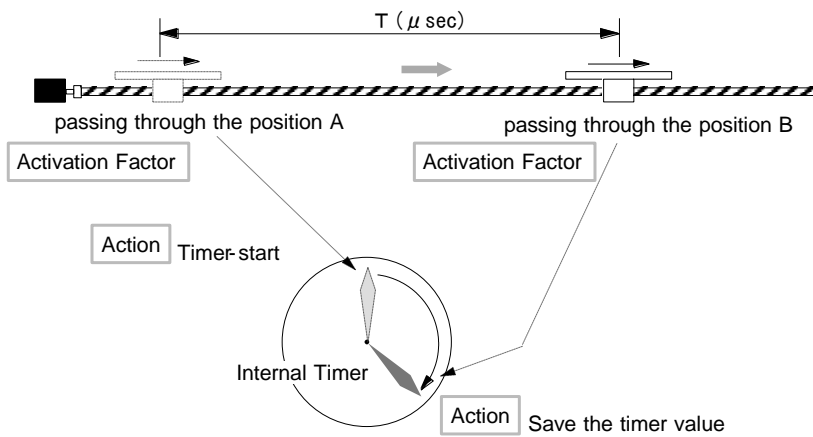 T ( μ sec)
passing through the position A
passing through the position B
Activation Factor
Activation Factor
Action
Timer-start
Internal Timer
Action
Save the timer value